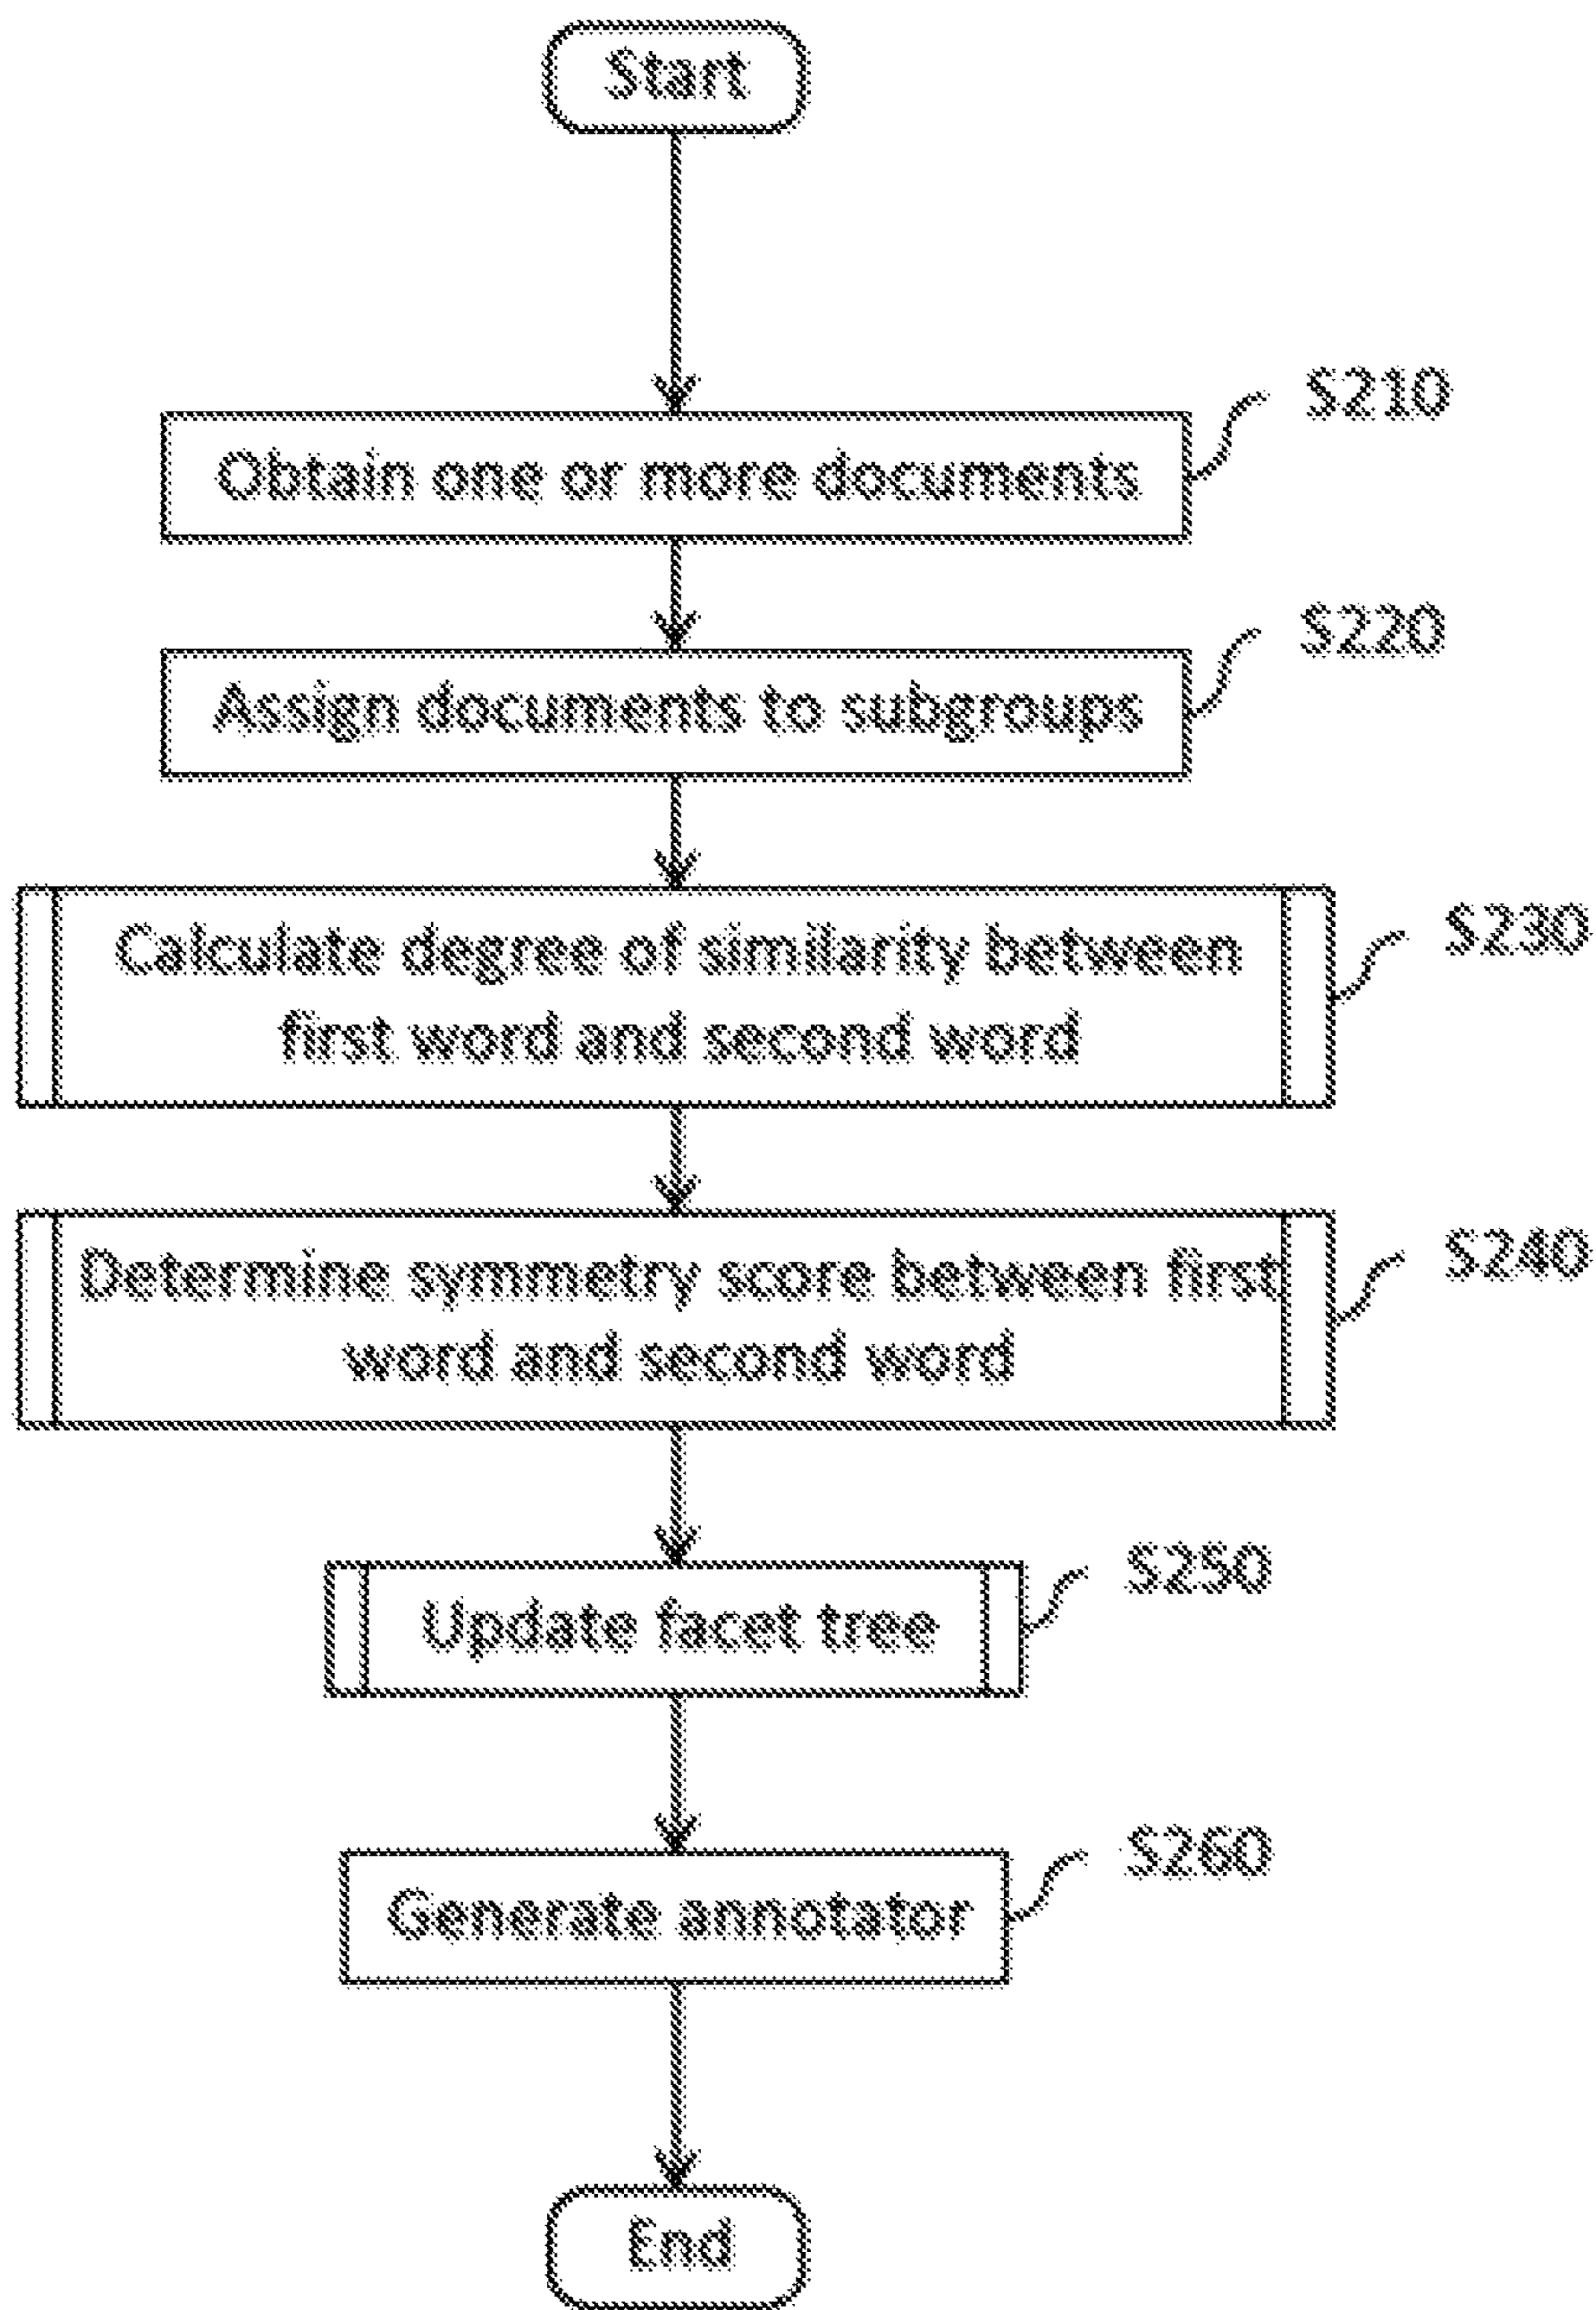 Start
S210
Obtain one or more documents
S220
Assign documents to subgroups
S230
Calculate degree of similarity between
first word and second word
S240
Determine symmetry score between first
word and second word
S250
Update facet tree
S260
Generate annotator
End